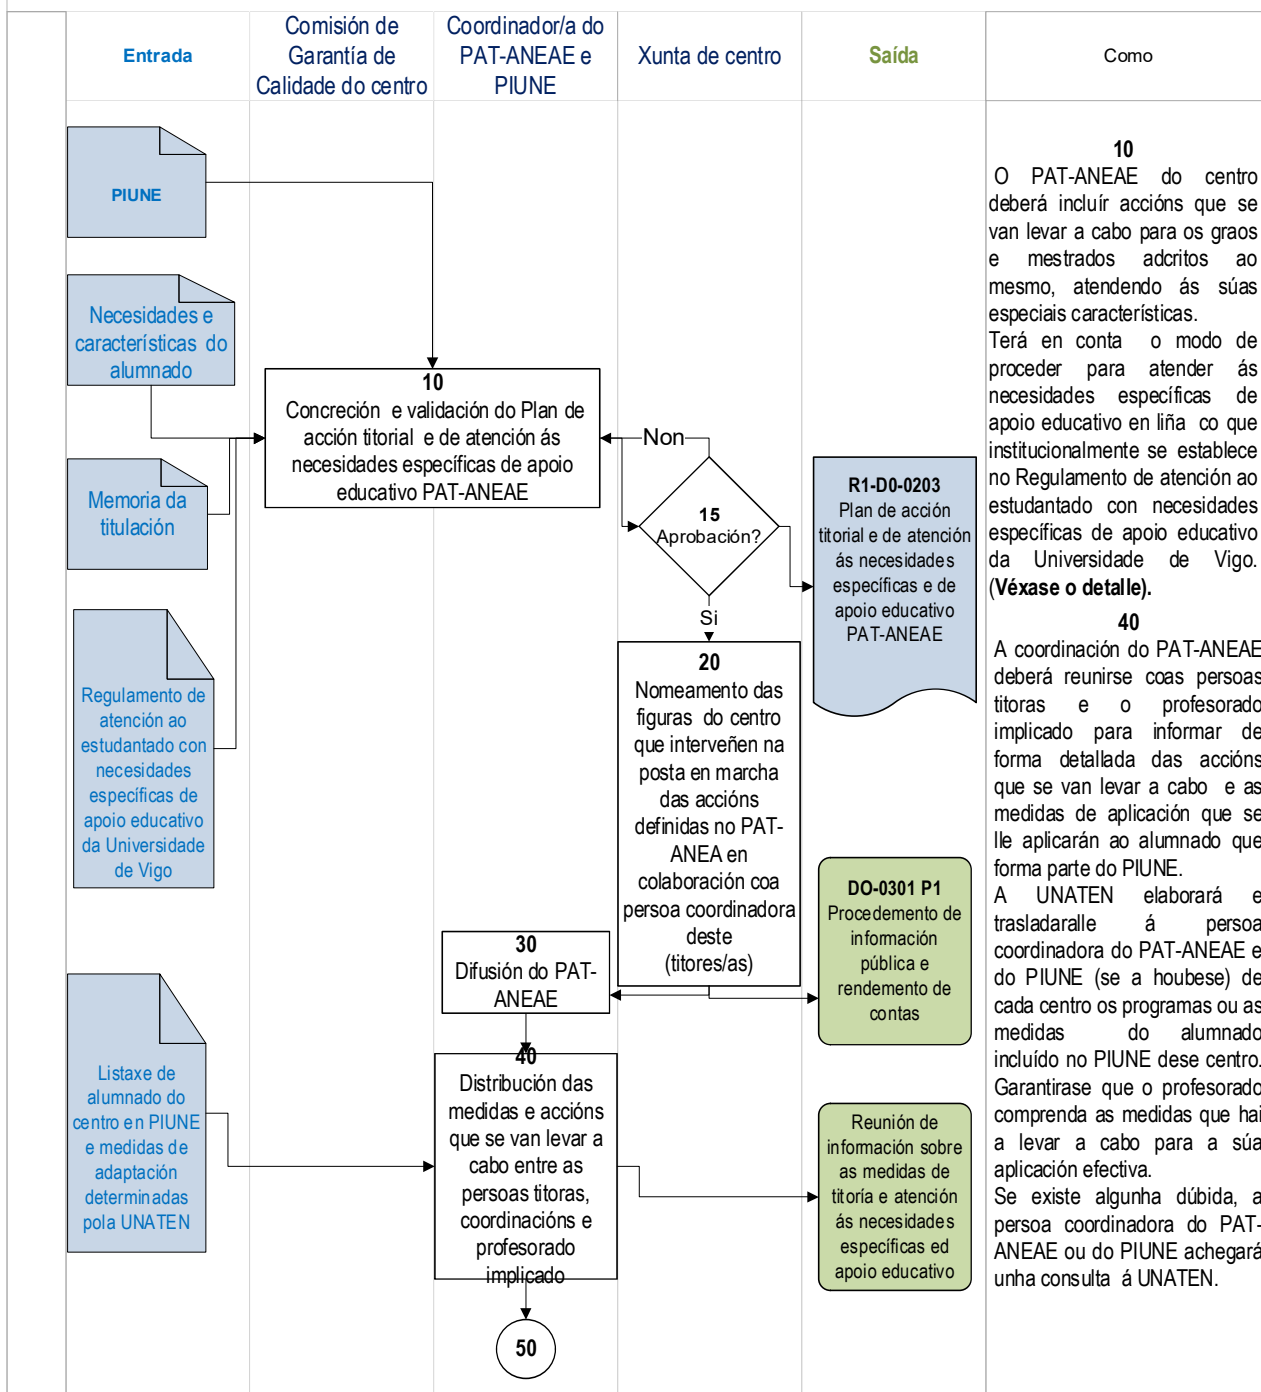 Entrada
Comisión de
Garantía de
Calidade do centro
Coordinador/a do
PAT-ANEAE e
PIUNE
Xunta de centro
Saída
Como
PIUNE
Necesidades e
características do
alumnado
Memoria da
titulación
Regulamento de
atención ao
estudantado con
necesidades
específicas de
apoio educativo
da Universidade
de Vigo
Listaxe de
alumnado do
centro en PIUNE
e medidas de
adaptación
determinadas
pola UNATEN
10
Concreción e validación do Plan de
acción titorial e de atención ás
necesidades específicas de apoio
educativo PAT-ANEAE
Non
15
Aprobación?
Si
20
Nomeamento das
figuras do centro
que interveñen na
posta en marcha
das accións
definidas no PAT-
ANEA en
colaboración coa
persoa coordinadora
deste
(titores/as)
30
Difusión do PAT-
ANEAE
40
Distribución das
medidas e accións
que se van levar a
cabo entre as
persoas titoras,
coordinacións e
profesorado
implicado
50
R1-D0-0203
Plan de acción
titorial e de atención
ás necesidades
específicas e de
apoio educativo
PAT-ANEAE
DO-0301 P1
Procedemento de
información
pública e
rendemento de
contas
Reunión de
información sobre
as medidas de
titoría e atención
ás necesidades
específicas ed
apoio educativo
10
O PAT-ANEAE do centro
deberá incluír accións que se
van levar a cabo para os graos
e mestrados adcritos ao
mesmo, atendendo ás súas
especiais características.
Terá en conta o modo de
proceder para atender ás
necesidades específicas de
apoio educativo en liña co que
institucionalmente se establece
no Regulamento de atención ao
estudantado con necesidades
específicas de apoio educativo
da Universidade de Vigo.
(Véxase o detalle).
40
A coordinación do PAT-ANEAE
deberá reunirse coas persoas
titoras e o profesorado
implicado para informar de
forma detallada das accións
que se van levar a cabo e as
medidas de aplicación que se
lle aplicarán ao alumnado que
forma parte do PIUNE.
A UNATEN elaborará e
trasladaralle á persoa
coordinadora do PAT-ANEAE e
do PIUNE (se a houbese) de
cada centro os programas ou as
medidas do alumnado
incluído no PIUNE dese centro.
Garantirase que o profesorado
comprenda as medidas que hai
a levar a cabo para a súa
aplicación efectiva.
Se existe algunha dúbida, a
persoa coordinadora do PAT-
ANEAE ou do PIUNE achegará
unha consulta á UNATEN.